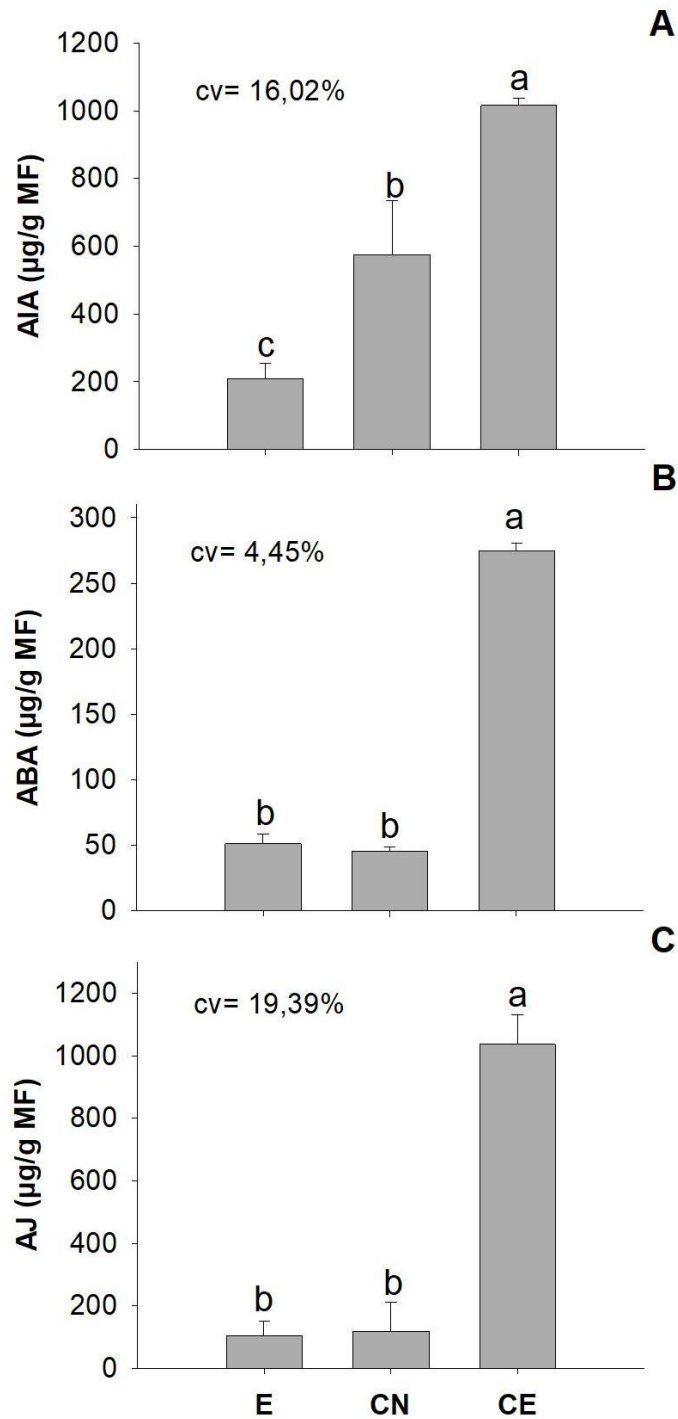 A
1200
1000
800
600
400
200
0
AIA (µg/g MF)
cv= 16,02%
c
b
a
B
300
250
200
150
100
50
0
ABA (µg/g MF)
cv= 4,45%
b
b
a
C
1200
1000
800
600
400
200
0
AJ (µg/g MF)
cv= 19,39%
b
b
a
E CN CE